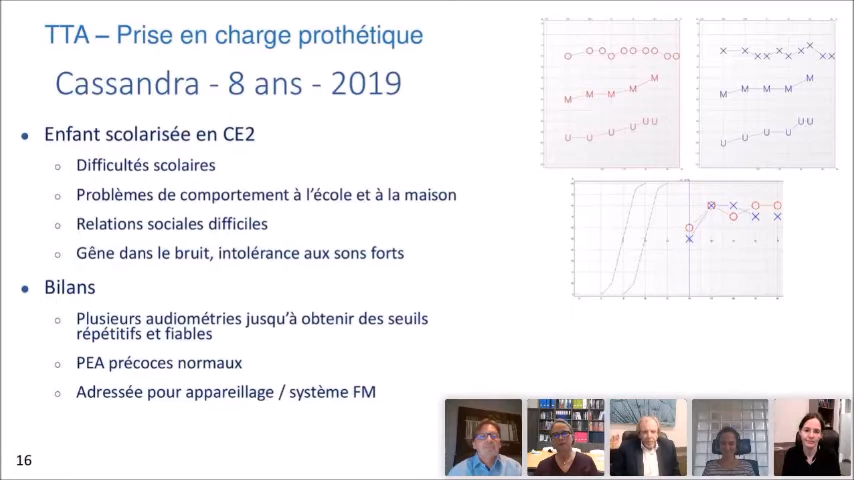 TTA – Prise en charge prothétique
Cassandra - 8 ans - 2019
Enfant scolarisée en CE2
Difficultés scolaires
Problèmes de comportement à l'école et à la maison
Relations sociales difficiles
Gêne dans le bruit, intolérance aux sons forts
Bilans
Plusieurs audiométries jusqu'à obtenir des seuils
répétitifs et fiables
PEA précoces normaux
Adressée pour appareillage / système FM
16
M M M M M
U U U U U U
M M M M M
U U U U U U